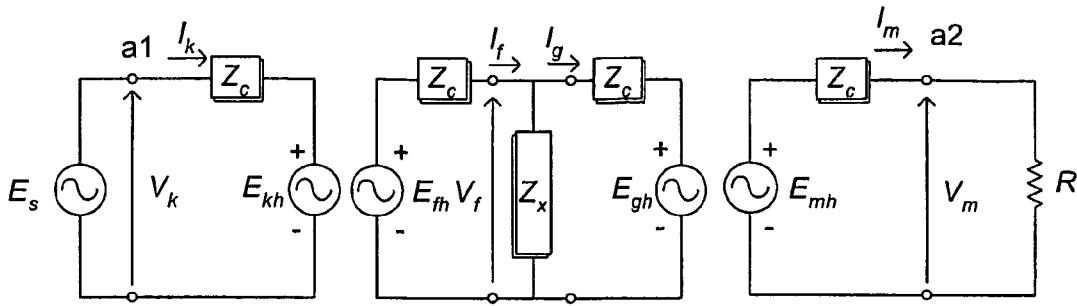 a1 I_k Z_c I_f I_g Z_c Z_c I_m a2
Z_c
E_s V_k E_kh + - + - E_fh V_f Z_x E_gh + - + - E_mh V_m R